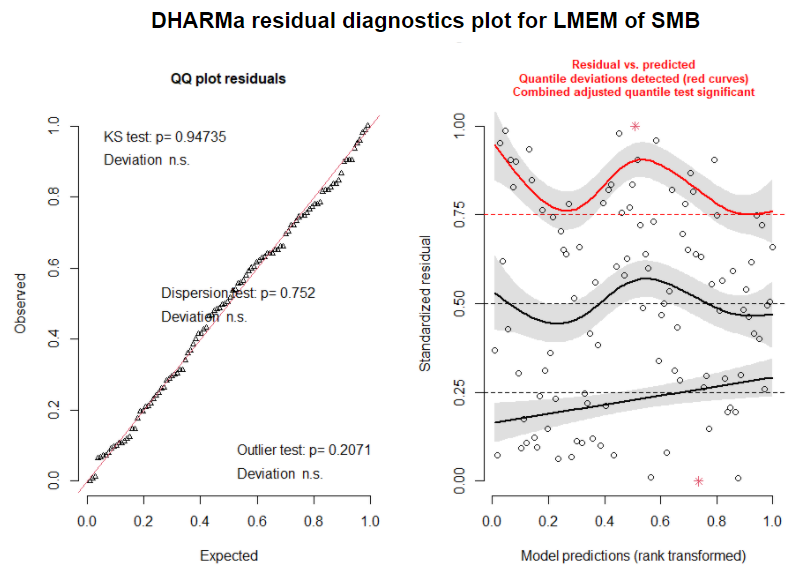 DHARMa residual diagnostics plot for LMEM of SMB
QQ plot residuals
KS test: p= 0.94735
Deviation n.s.
Dispersion test: p= 0.752
Deviation n.s.
Outlier test: p= 0.2071
Deviation n.s.
Observed
0.0 0.2 0.4 0.6 0.8 1.0
0.0 0.2 0.4 0.6 0.8 1.0
Expected
Residual vs. predicted
Quantile deviations detected (red curves)
Combined adjusted quantile test significant
Standardized residual
0.00 0.25 0.50 0.75 1.00
0.0 0.2 0.4 0.6 0.8 1.0
Model predictions (rank transformed)